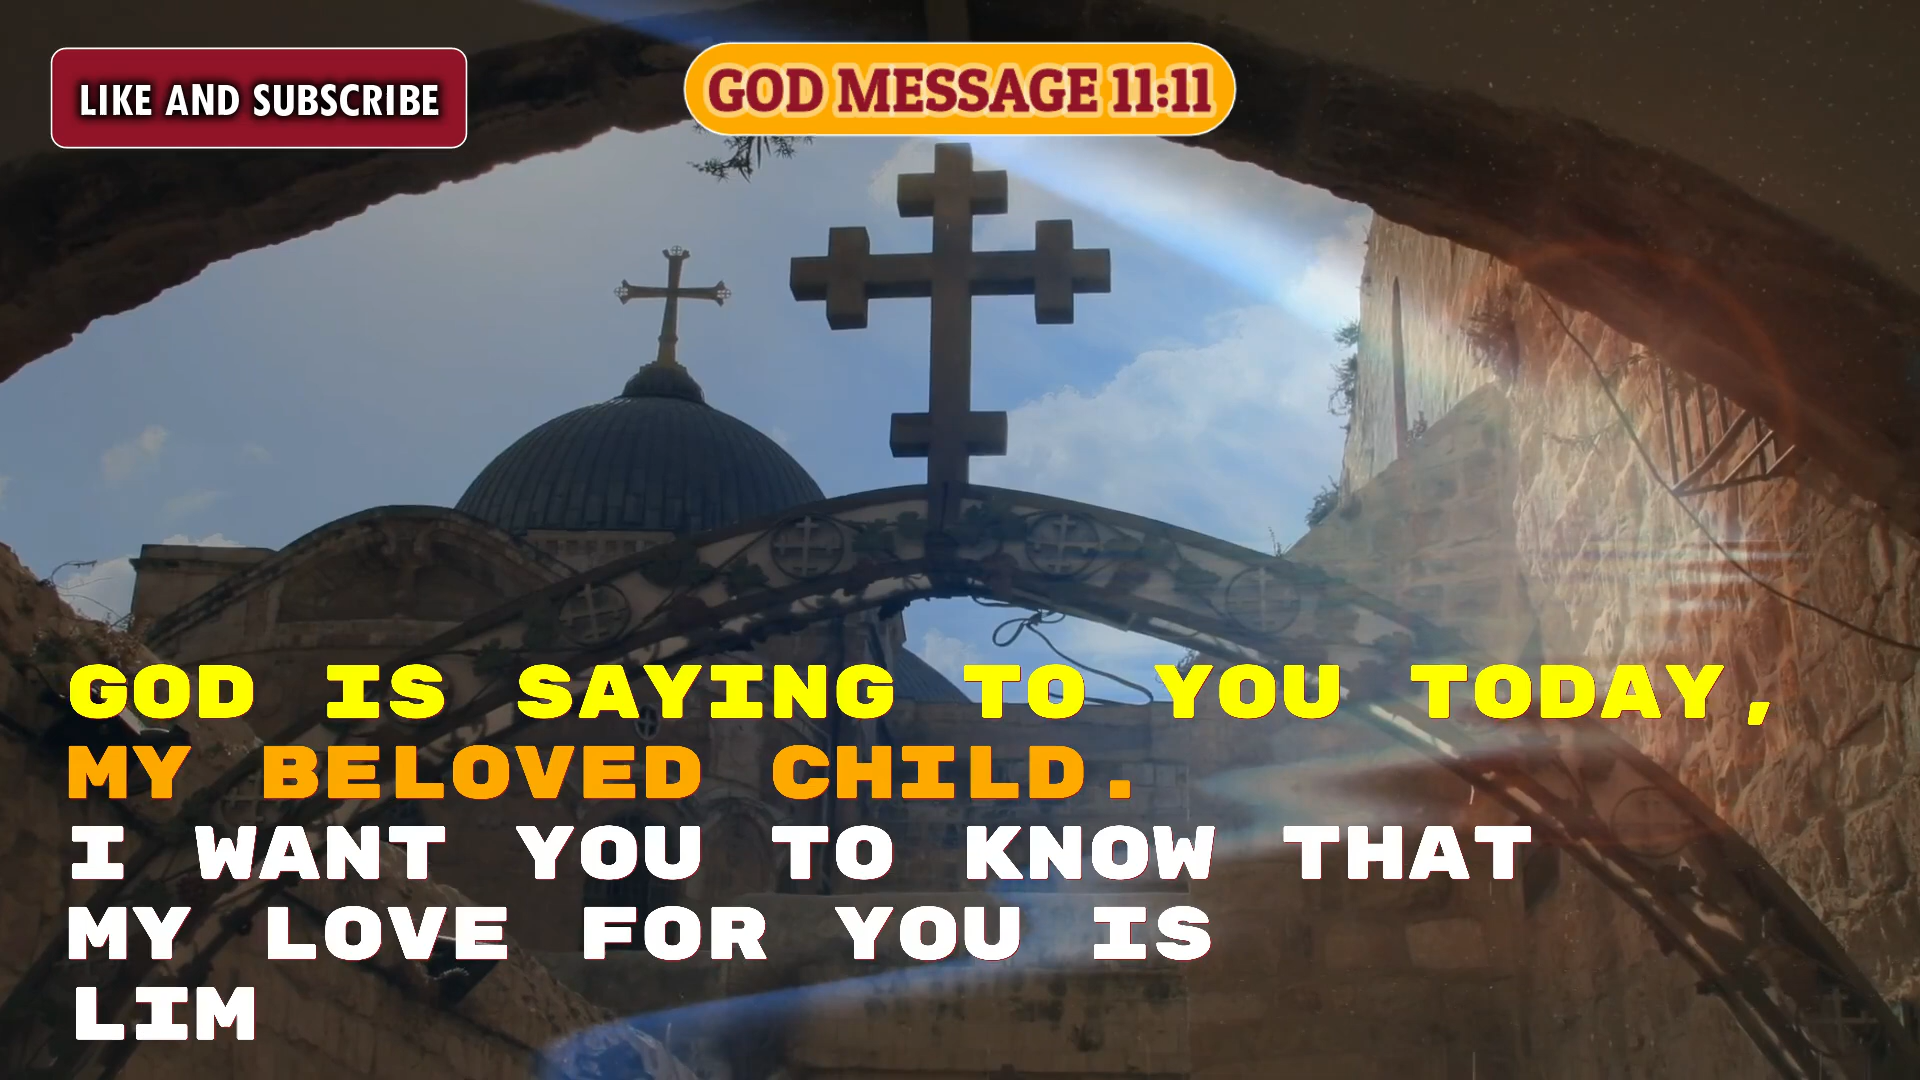 LIKE AND SUBSCRIBE
GOD MESSAGE 11:11
GOD IS SAYING TO YOU TODAY,
MY BELOVED CHILD.
I WANT YOU TO KNOW THAT
MY LOVE FOR YOU IS
LIM